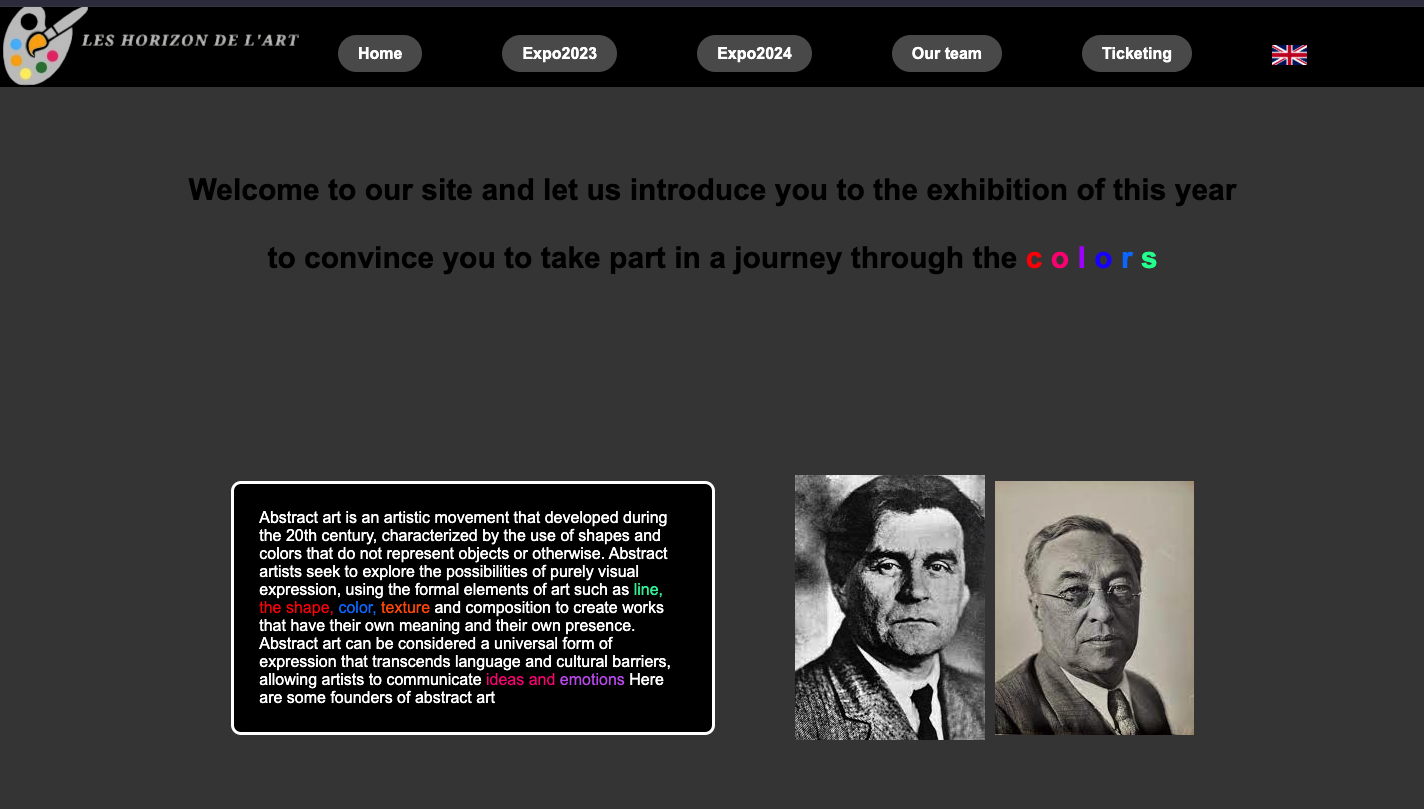 LES HORIZON DE L'ART
Home
Expo2023
Expo2024
Our team
Ticketing
Welcome to our site and let us introduce you to the exhibition of this year
to convince you to take part in a journey through the c o l o r s
Abstract art is an artistic movement that developed during
the 20th century, characterized by the use of shapes and
colors that do not represent objects or otherwise. Abstract
artists seek to explore the possibilities of purely visual
expression, using the formal elements of art such as line,
the shape, color, texture and composition to create works
that have their own meaning and their own presence.
Abstract art can be considered a universal form of
expression that transcends language and cultural barriers,
allowing artists to communicate ideas and emotions Here
are some founders of abstract art